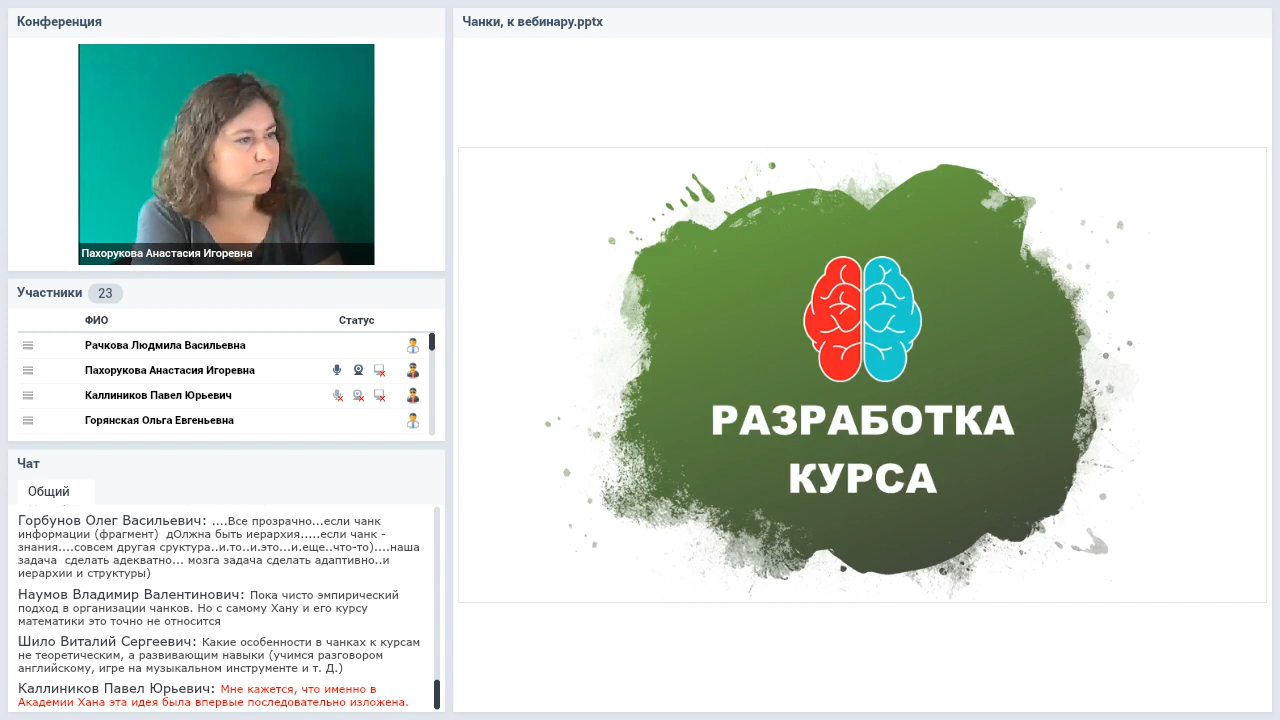 Конференция
Пахорукова Анастасия Игоревна
Участники 23
ФИО Статус
Рачкова Людмила Васильевна
Пахорукова Анастасия Игоревна
Каллиников Павел Юрьевич
Горянская Ольга Евгеньевна
Чат
Общий
Горбунов Олег Васильевич: ....Все прозрачно...если чанк
информации (фрагмент)  дОлжна быть иерархия.....если чанк -
знания....совсем другая сруктура..и.то..и.это...и.еще..что-то)....наша
задача  сделать адекватно... мозга задача сделать адаптивно..и
иерархии и структуры)
Наумов Владимир Валентинович: Пока чисто эмпирический
подход в организации чанков. Но с самому Хану и его курсу
математики это точно не относится
Шило Виталий Сергеевич: Какие особенности в чанках к курсам
не теоретическим, а развивающим навыки (учимся разговором
английскому, игре на музыкальном инструменте и т. Д.)
Каллиников Павел Юрьевич: Мне кажется, что именно в
Академии Хана эта идея была впервые последовательно изложена.
Чанки, к вебинару.pptx
РАЗРАБОТКА
КУРСА